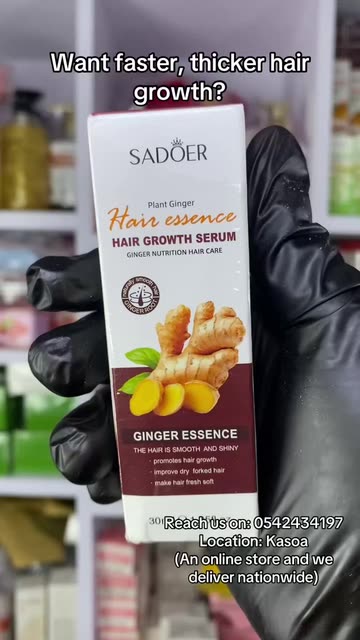 Want faster, thicker hair
growth?
SADOER
Plant Ginger
Hair essence
HAIR GROWTH SERUM
GINGER NUTRITION HAIR CARE
GINGER ROOT
GINGER ESSENCE
THE HAIR IS SMOOTH AND SHINY
· promotes hair growth
· improve dry forked hair
· make hair fresh soft
Reach us on: 0542434197
Location: Kasoa
(An online store and we
deliver nationwide)